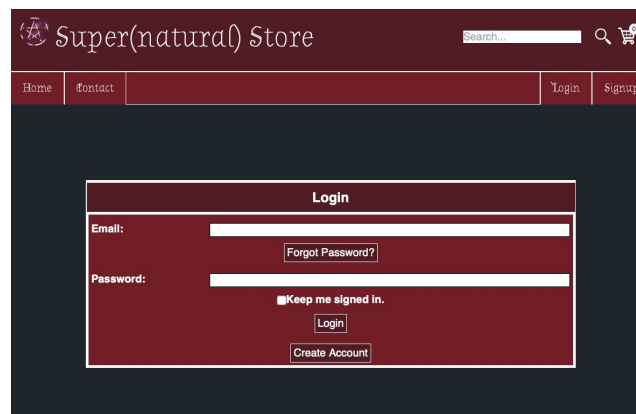 Super(natural) Store
Search...
0
Home Contact Login Signup
Login
Email:
Forgot Password?
Password:
Keep me signed in.
Login
Create Account